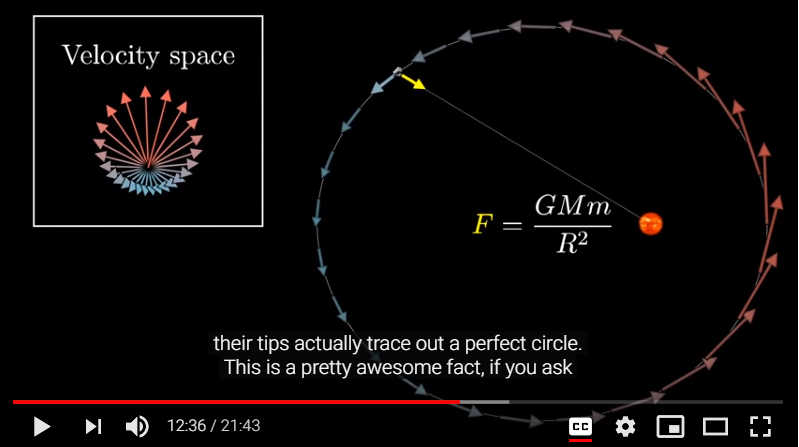 Velocity space
F = GMm / R²
their tips actually trace out a perfect circle.
This is a pretty awesome fact, if you ask
12:36 / 21:43
CC